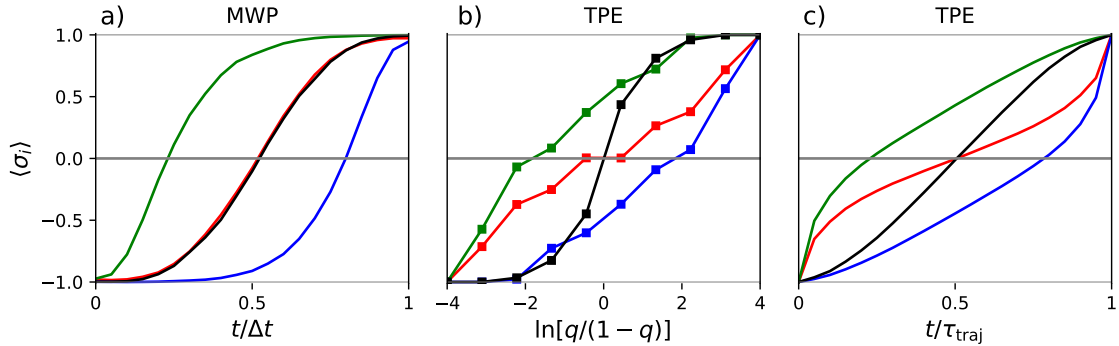 a) MWP
b) TPE
c) TPE
⟨σᵢ⟩
1.0
0.5
0.0
−0.5
−1.0
0 0.5 1
−4 −2 0 2 4
0 0.5 1
t/Δt
ln[q/(1 − q)]
t/τ_traj